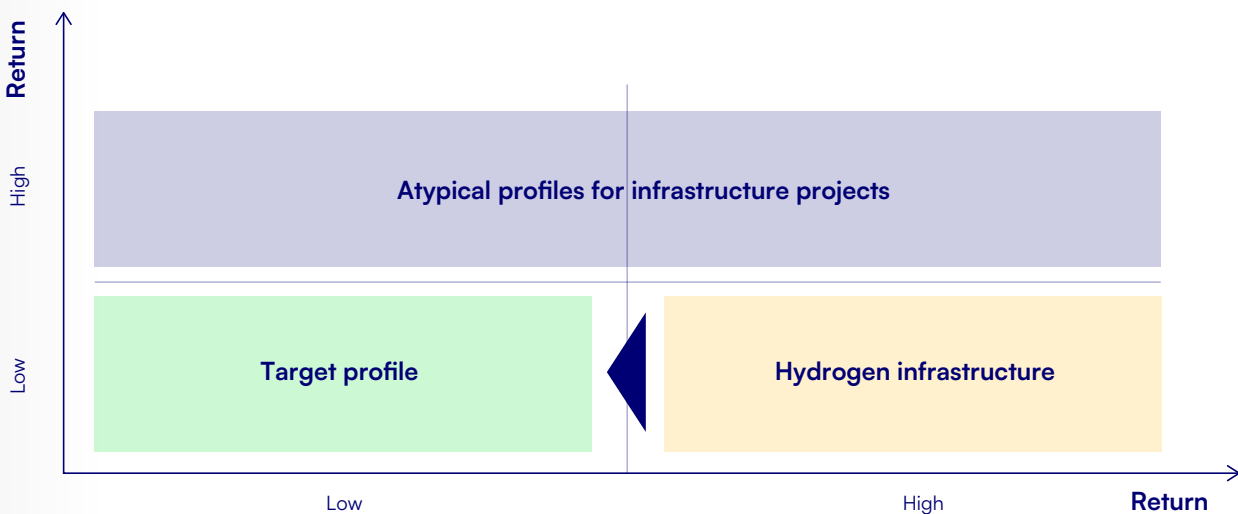 Return
High
Atypical profiles for infrastructure projects
Low
Target profile
Hydrogen infrastructure
Low
High
Return